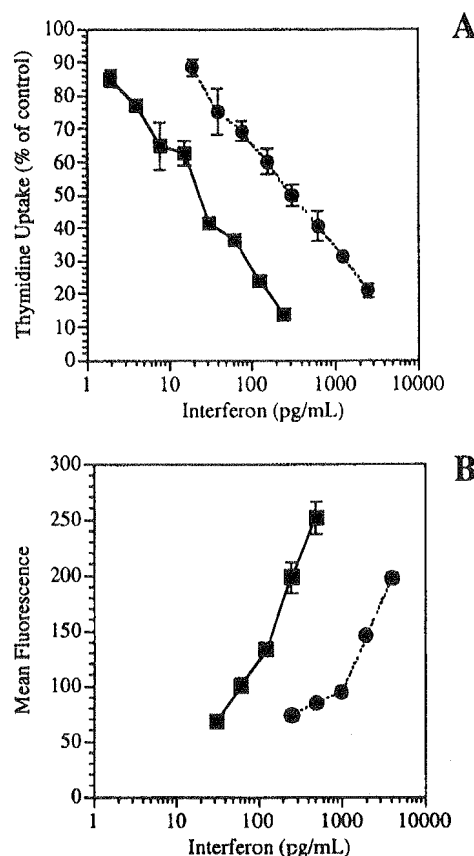 A
100
90
80
70
60
50
40
30
20
10
0
Thymidine Uptake (% of control)
1 10 100 1000 10000
Interferon (pg/mL)
B
300
250
200
150
100
50
0
Mean Fluorescence
1 10 100 1000 10000
Interferon (pg/mL)